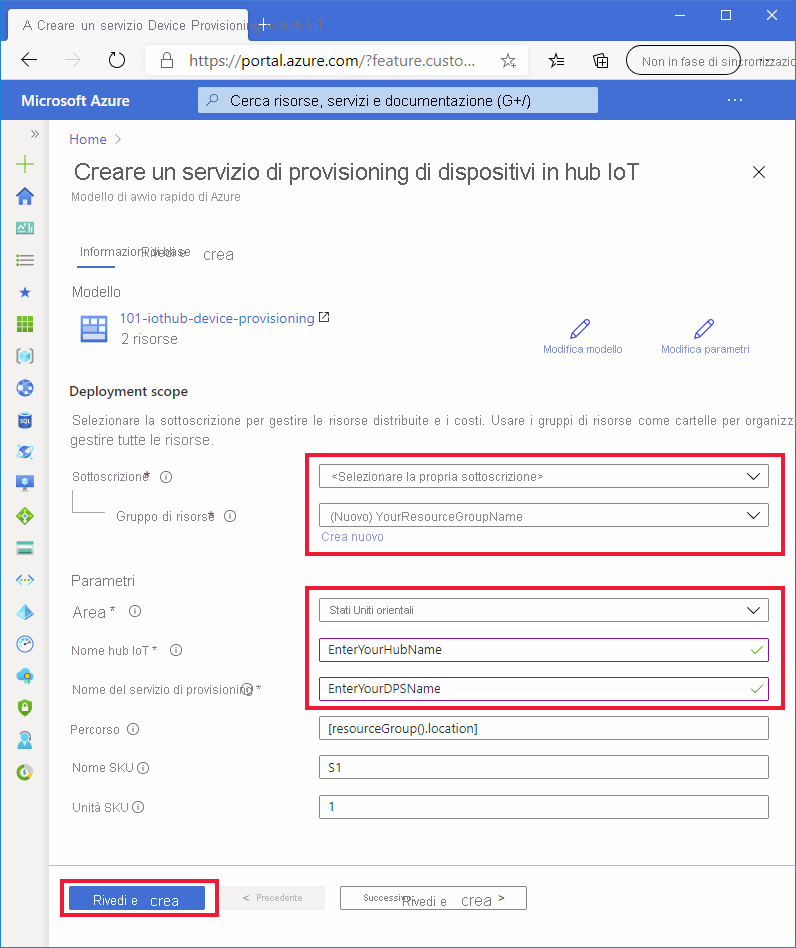 A Creare un servizio Device Provisioning in hub IoT
https://portal.azure.com/?feature.custo...
Non in fase di sincronizzazio
Microsoft Azure
Cerca risorse, servizi e documentazione (G+/)
Home
Creare un servizio di provisioning di dispositivi in hub IoT
Modello di avvio rapido di Azure
Informazioni di base
Rivedi e crea
Modello
101-iothub-device-provisioning
2 risorse
Modifica modello
Modifica parametri
Deployment scope
Selezionare la sottoscrizione per gestire le risorse distribuite e i costi. Usare i gruppi di risorse come cartelle per organizz
gestire tutte le risorse.
Sottoscrizione*
<Selezionare la propria sottoscrizione>
Gruppo di risorse*
(Nuovo) YourResourceGroupName
Crea nuovo
Parametri
Area *
Stati Uniti orientali
Nome hub IoT *
EnterYourHubName
Nome del servizio di provisioning *
EnterYourDPSName
Percorso
[resourceGroup().location]
Nome SKU
S1
Unità SKU
1
Rivedi e crea
< Precedente
Successivo: Rivedi e crea >
SQL